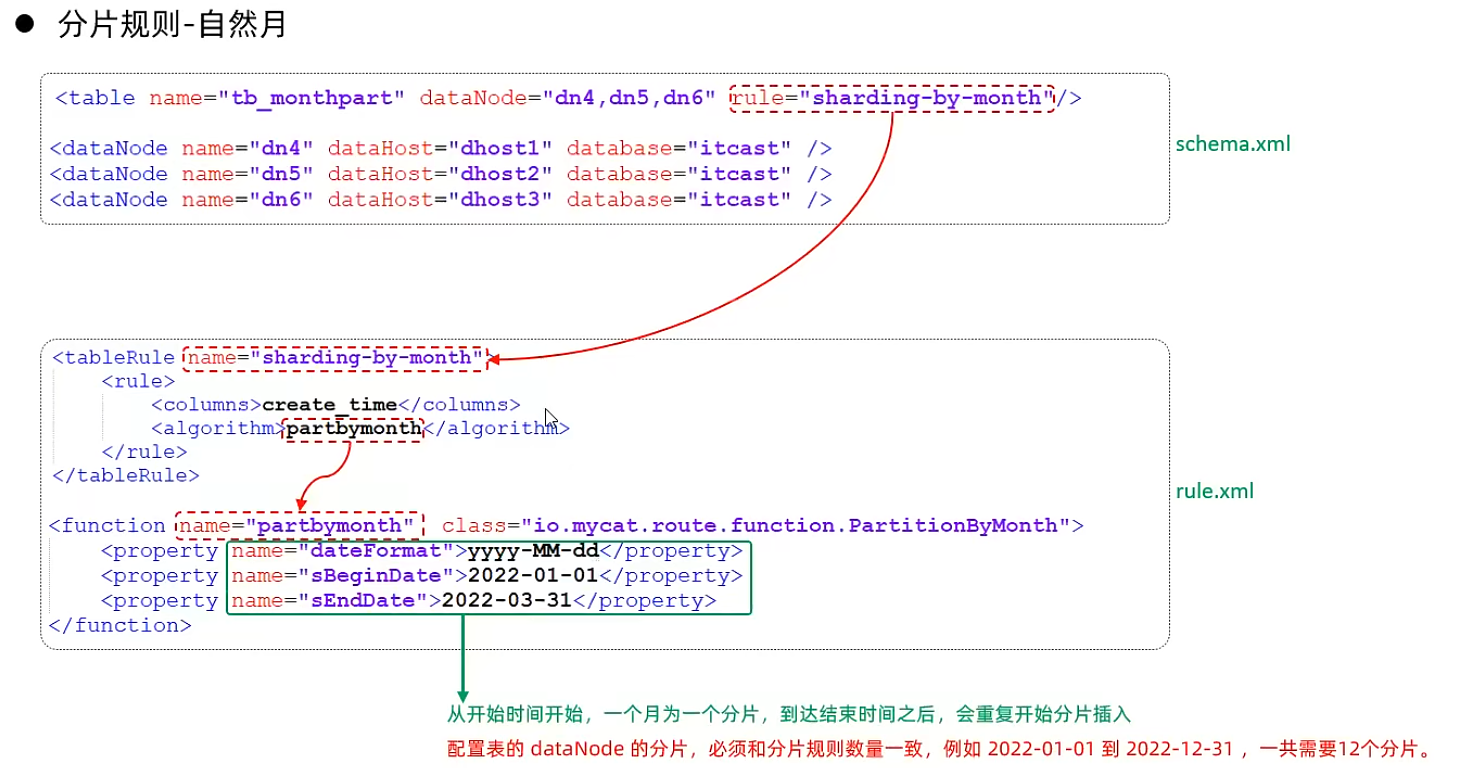 ● 分片规则-自然月
<table name="tb_monthpart" dataNode="dn4,dn5,dn6" rule="sharding-by-month"/>
<dataNode name="dn4" dataHost="dhost1" database="itcast" />
<dataNode name="dn5" dataHost="dhost2" database="itcast" />
<dataNode name="dn6" dataHost="dhost3" database="itcast" />
schema.xml
<tableRule name="sharding-by-month">
<rule>
<columns>create_time</columns>
<algorithm>partbymonth</algorithm>
</rule>
</tableRule>
<function name="partbymonth" class="io.mycat.route.function.PartitionByMonth">
<property name="dateFormat">yyyy-MM-dd</property>
<property name="sBeginDate">2022-01-01</property>
<property name="sEndDate">2022-03-31</property>
</function>
rule.xml
从开始时间开始，一个月为一个分片，到达结束时间之后，会重复开始分片插入
配置表的 dataNode 的分片，必须和分片规则数量一致，例如 2022-01-01 到 2022-12-31 ，一共需要12个分片。